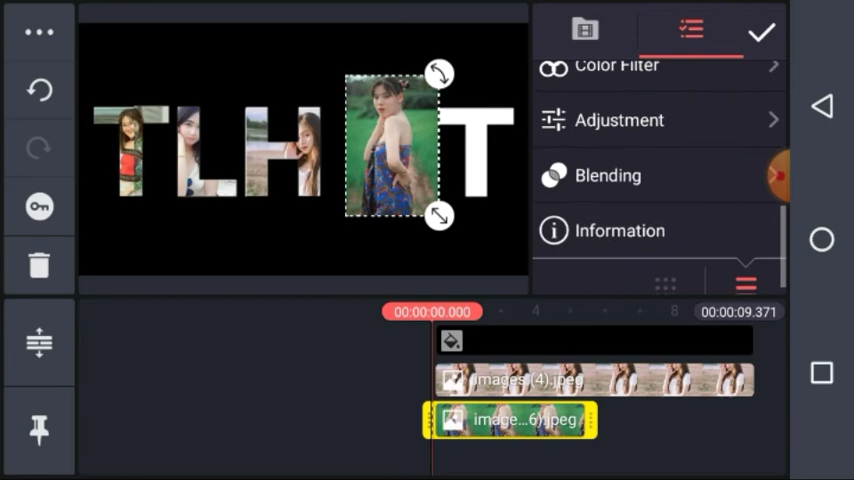 Color Filter
TLH T
Adjustment
Blending
Information
00:00:00.000
4
8
00:00:09.371
images (4).jpeg
image...6).jpeg